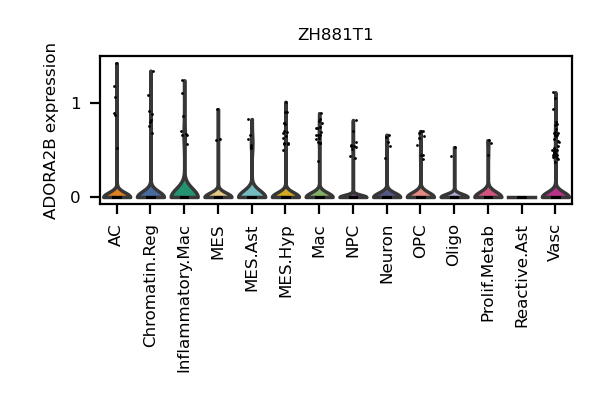 ZH881T1
ADORA2B expression
1
0
AC
Chromatin.Reg
Inflammatory.Mac
MES
MES.Ast
MES.Hyp
Mac
NPC
Neuron
OPC
Oligo
Prolif.Metab
Reactive.Ast
Vasc